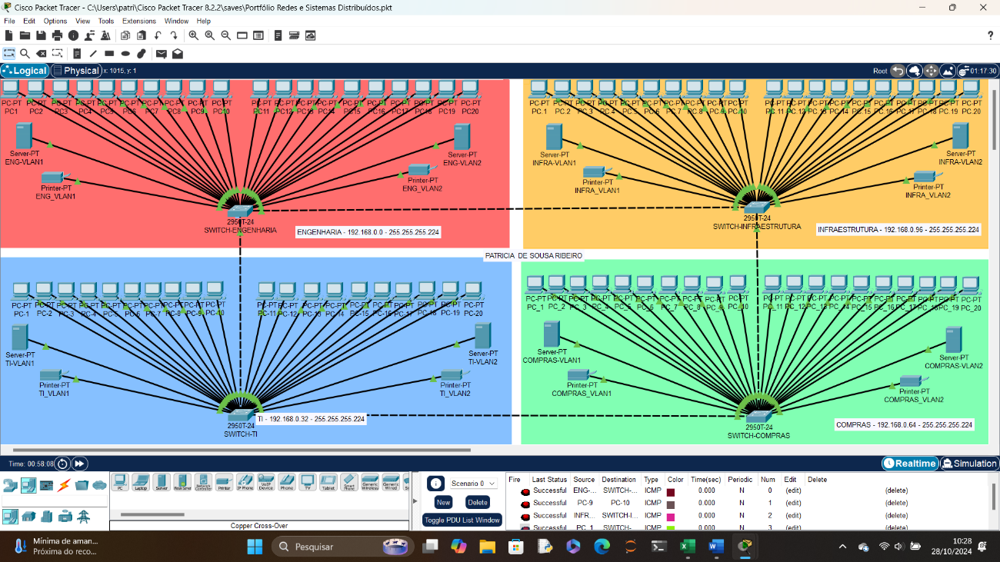 Cisco Packet Tracer - C:\Users\patri\Cisco Packet Tracer 8.2.2\saves\Portfólio Redes e Sistemas Distribuídos.pkt
File Edit Options View Tools Extensions Window Help
Logical Physical x: 1015, y: 1 Root 01:17:30
PC-PT PC-PT PC-PT PC-PT PC-PT PC-PT PC-PT PC-PT PC-PT PC-PT PC-PT PC-PT PC-PT PC-PT PC-PT PC-PT PC-PT PC-PT PC-PT PC-PT
PC1 PC2 PC3 PC4 PC5 PC6 PC7 PC8 PC9 PC10 PC11 PC12 PC13 PC14 PC15 PC16 PC17 PC18 PC19 PC20
Server-PT
ENG-VLAN1
Server-PT
ENG-VLAN2
Printer-PT
ENG_VLAN1
Printer-PT
ENG_VLAN2
2950T-24
SWITCH-ENGENHARIA
ENGENHARIA - 192.168.0.0 - 255.255.255.224
PC-PT PC-PT PC-PT PC-PT PC-PT PC-PT PC-PT PC-PT PC-PT PC-PT PC-PT PC-PT PC-PT PC-PT PC-PT PC-PT PC-PT PC-PT PC-PT
PC.1 PC.2 PC.3 PC.4 PC.5 PC.6 PC.7 PC.8 PC.9 PC.10 PC.11 PC.12 PC.13 PC.14 PC.15 PC.16 PC.17 PC.18 PC.19 PC.20
Server-PT
INFRA-VLAN1
Server-PT
INFRA-VLAN2
Printer-PT
INFRA_VLAN1
Printer-PT
INFRA_VLAN2
2950T-24
SWITCH-INFRAESTRUTURA
INFRAESTRUTURA - 192.168.0.96 - 255.255.255.224
PATRICIA DE SOUSA RIBEIRO
PC-PT PC-PT PC-PT PC-PT PC-PT PC-PT PC-PT PC-PT PC-PT PC-PT PC-PT PC-PT PC-PT PC-PT PC-PT PC-PT PC-PT PC-PT PC-PT PC-PT
PC-1 PC-2 PC-3 PC-4 PC-5 PC-6 PC-7 PC-8 PC-9 PC-10 PC-11 PC-12 PC-13 PC-14 PC-15 PC-16 PC-17 PC-18 PC-19 PC-20
Server-PT
TI-VLAN1
Server-PT
TI-VLAN2
Printer-PT
TI_VLAN1
Printer-PT
TI_VLAN2
2950T-24
SWITCH-TI
TI - 192.168.0.32 - 255.255.255.224
PC-PT PC-PT PC-PT PC-PT PC-PT PC-PT PC-PT PC-PT PC-PT PC-PT PC-PT PC-PT PC-PT PC-PT PC-PT PC-PT PC-PT PC-PT PC-PT PC-PT
PC_1 PC_2 PC_3 PC_4 PC_5 PC_6 PC_7 PC_8 PC_9 PC_10 PC_11 PC_12 PC_13 PC_14 PC_15 PC_16 PC_17 PC_18 PC_19 PC_20
Server-PT
COMPRAS-VLAN1
Server-PT
COMPRAS-VLAN2
Printer-PT
COMPRAS_VLAN1
Printer-PT
COMPRAS_VLAN2
2950T-24
SWITCH-COMPRAS
COMPRAS - 192.168.0.64 - 255.255.255.224
Time: 00:58:08 Realtime Simulation
PC Laptop Server Printer IP Phone VoIP Device Phone TV Tablet Smart Phone Generic Wireless Generic Wired
Copper Cross-Over
Scenario 0
New Delete
Toggle PDU List Window
Fire Last Status Source Destination Type Color Time(sec) Periodic Num Edit Delete
Successful ENG-... SWITCH-... ICMP 0.000 N 0 (edit) (delete)
Successful PC-9 PC-10 ICMP 0.000 N 1 (edit) (delete)
Successful INFR... SWITCH-I... ICMP 0.000 N 2 (edit) (delete)
Successful PC_1 SWITCH-... ICMP 0.000 N 3 (edit) (delete)
Mínima de aman...
Próxima do reco...
Pesquisar
10:28
28/10/2024